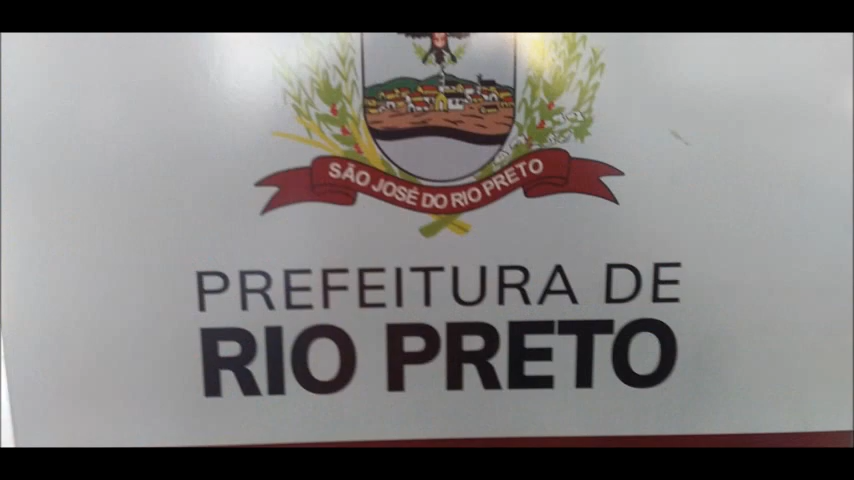 SÃO JOSÉ DO RIO PRETO
PREFEITURA DE
RIO PRETO